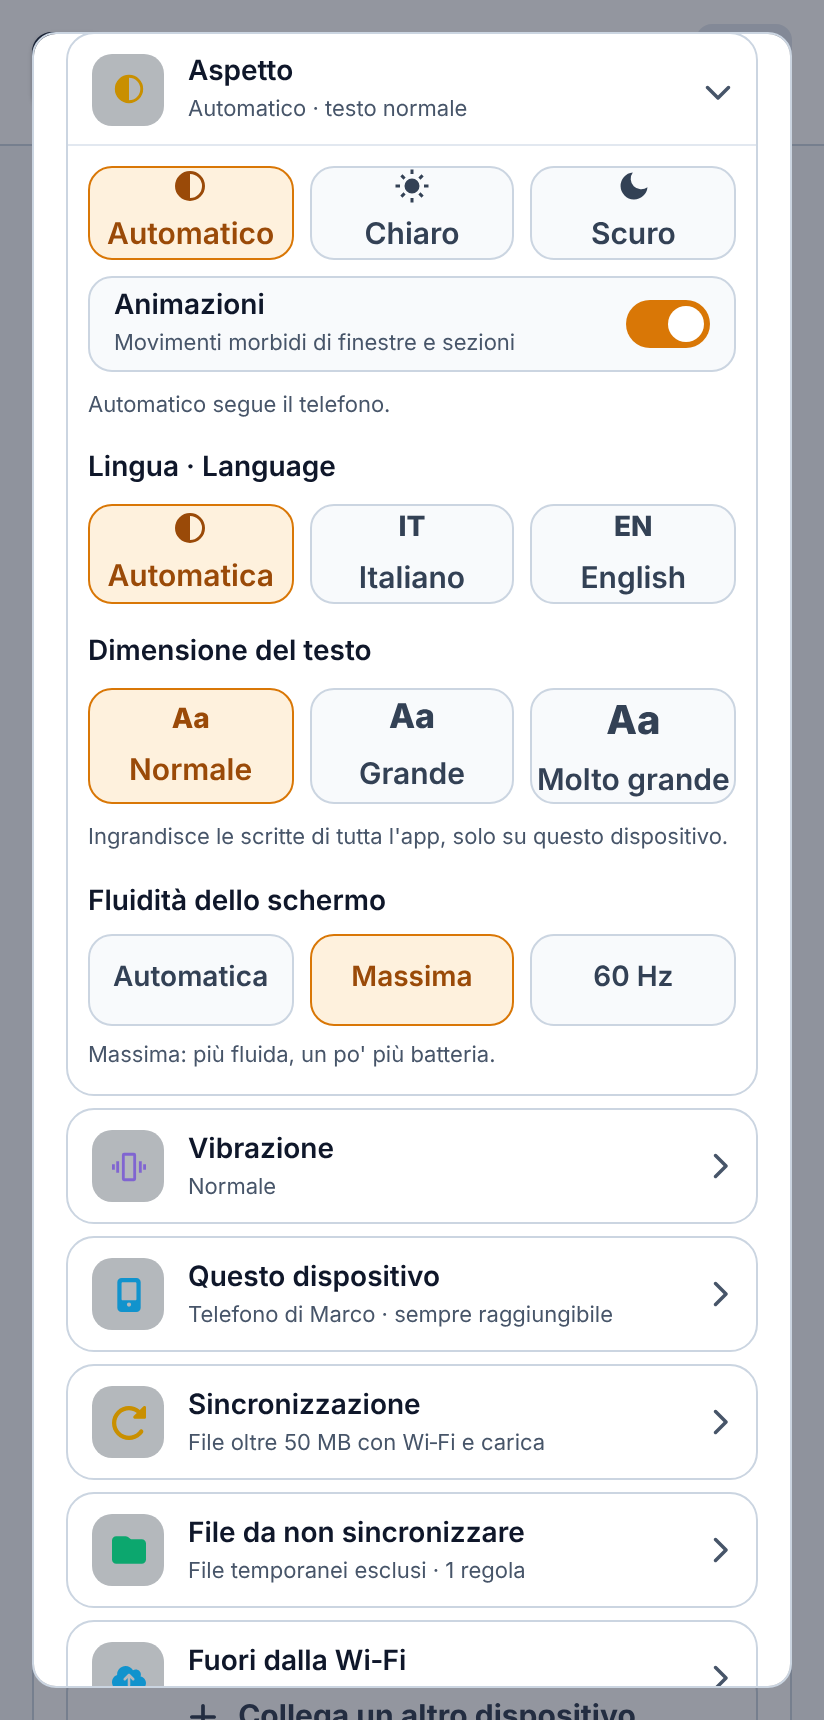 Aspetto
Automatico · testo normale
Automatico
Chiaro
Scuro
Animazioni
Movimenti morbidi di finestre e sezioni
Automatico segue il telefono.
Lingua · Language
Automatica
IT
Italiano
EN
English
Dimensione del testo
Aa
Normale
Aa
Grande
Aa
Molto grande
Ingrandisce le scritte di tutta l'app, solo su questo dispositivo.
Fluidità dello schermo
Automatica
Massima
60 Hz
Massima: più fluida, un po' più batteria.
Vibrazione
Normale
Questo dispositivo
Telefono di Marco · sempre raggiungibile
Sincronizzazione
File oltre 50 MB con Wi-Fi e carica
File da non sincronizzare
File temporanei esclusi · 1 regola
Fuori dalla Wi-Fi
Collega un altro dispositivo